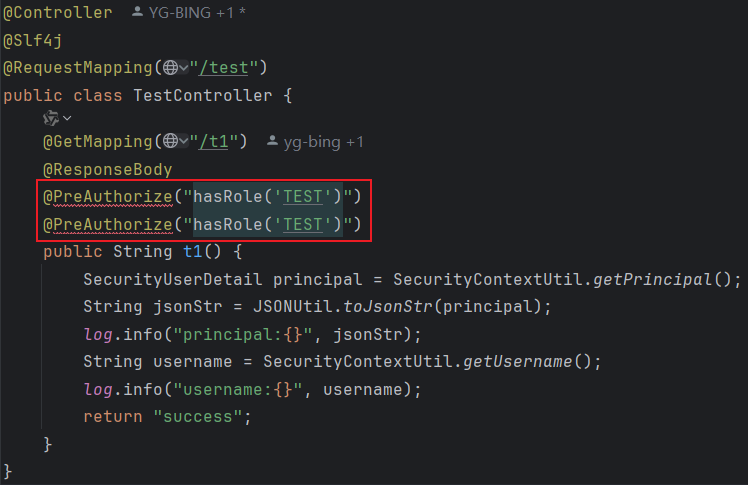 @Controller YG-BING +1 *
@Slf4j
@RequestMapping("/test")
public class TestController {
@GetMapping("/t1") yg-bing +1
@ResponseBody
@PreAuthorize("hasRole('TEST')")
@PreAuthorize("hasRole('TEST')")
public String t1() {
SecurityUserDetail principal = SecurityContextUtil.getPrincipal();
String jsonStr = JSONUtil.toJsonStr(principal);
log.info("principal:{}", jsonStr);
String username = SecurityContextUtil.getUsername();
log.info("username:{}", username);
return "success";
}
}